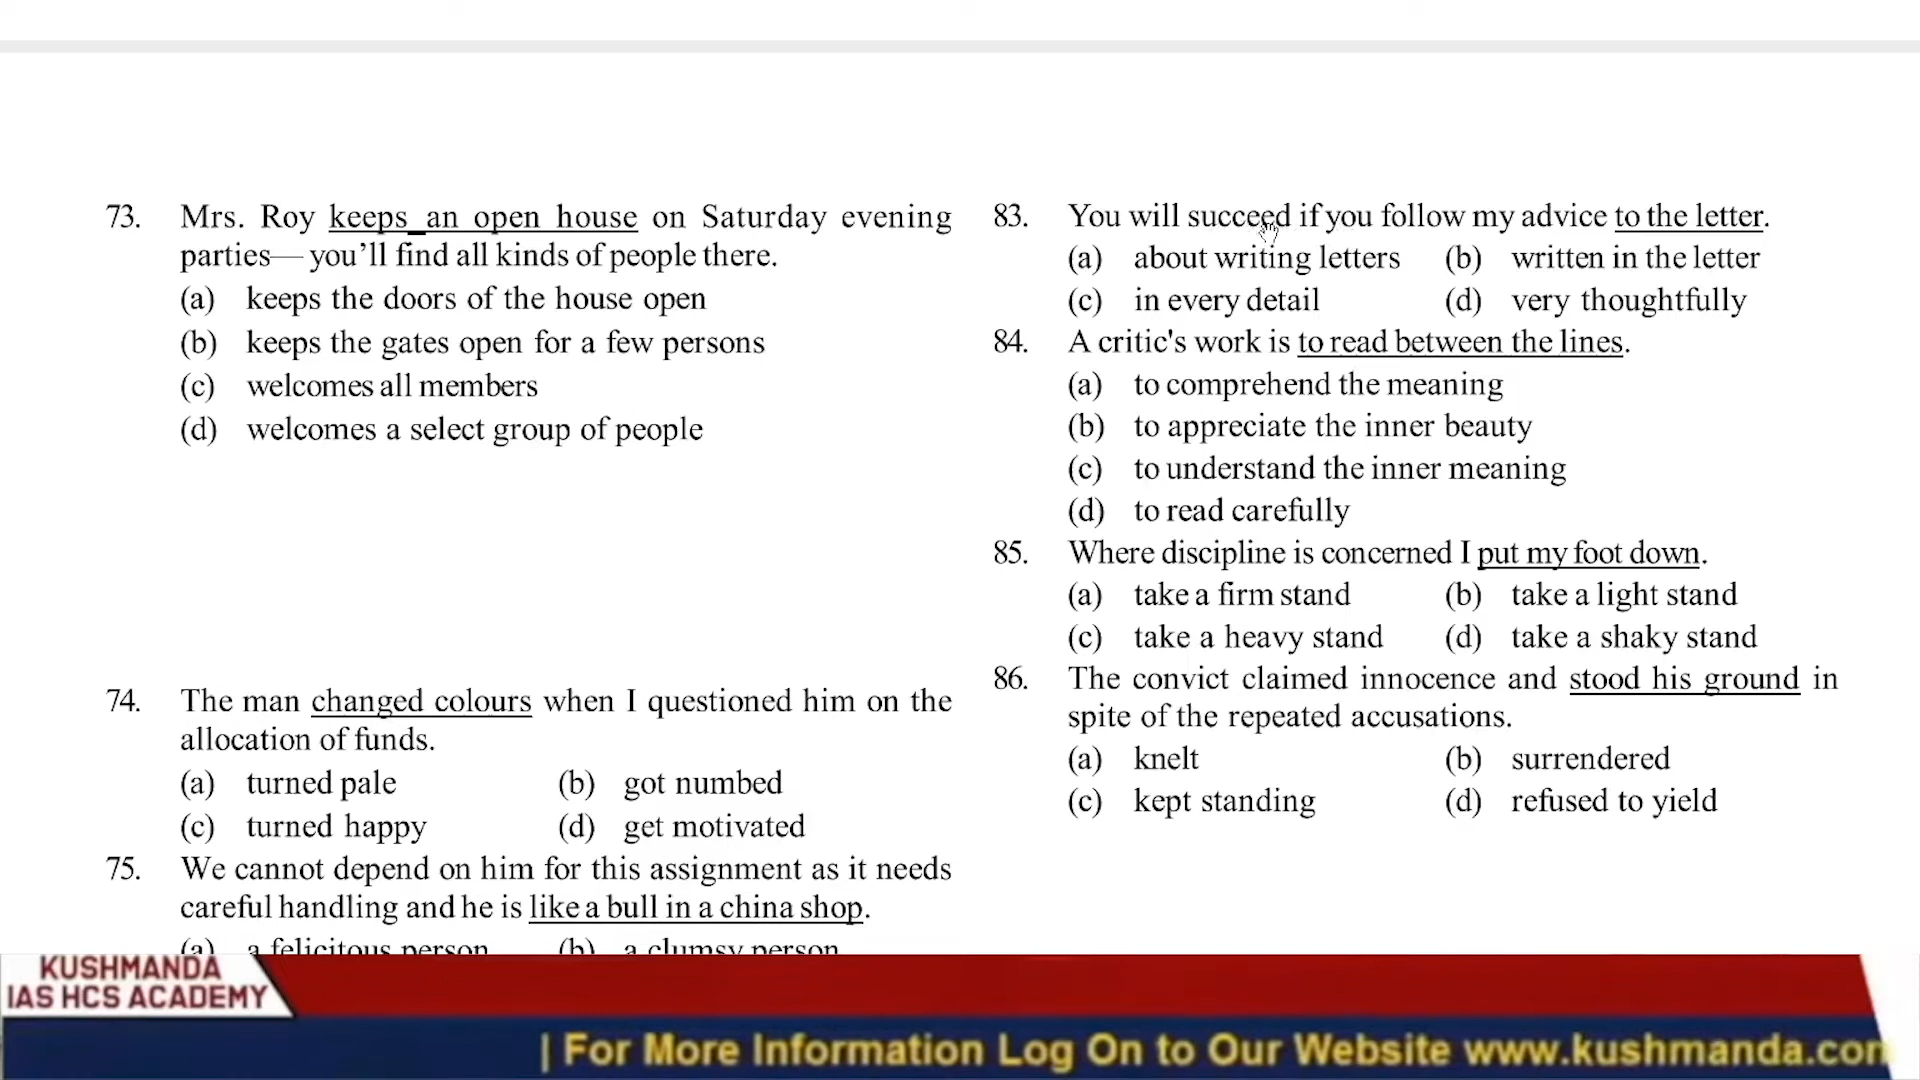 73. Mrs. Roy keeps an open house on Saturday evening
parties— you’ll find all kinds of people there.
(a) keeps the doors of the house open
(b) keeps the gates open for a few persons
(c) welcomes all members
(d) welcomes a select group of people
74. The man changed colours when I questioned him on the
allocation of funds.
(a) turned pale (b) got numbed
(c) turned happy (d) get motivated
75. We cannot depend on him for this assignment as it needs
careful handling and he is like a bull in a china shop.
(a) a felicitous person (b) a clumsy person
83. You will succeed if you follow my advice to the letter.
(a) about writing letters (b) written in the letter
(c) in every detail (d) very thoughtfully
84. A critic's work is to read between the lines.
(a) to comprehend the meaning
(b) to appreciate the inner beauty
(c) to understand the inner meaning
(d) to read carefully
85. Where discipline is concerned I put my foot down.
(a) take a firm stand (b) take a light stand
(c) take a heavy stand (d) take a shaky stand
86. The convict claimed innocence and stood his ground in
spite of the repeated accusations.
(a) knelt (b) surrendered
(c) kept standing (d) refused to yield
KUSHMANDA
IAS HCS ACADEMY
| For More Information Log On to Our Website www.kushmanda.con